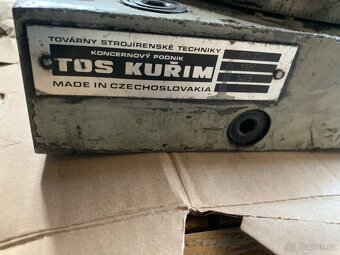 TOVÁRNY STROJÍRENSKÉ TECHNIKY
KONCERNOVÝ PODNIK
TOS KUŘIM
MADE IN CZECHOSLOVAKIA